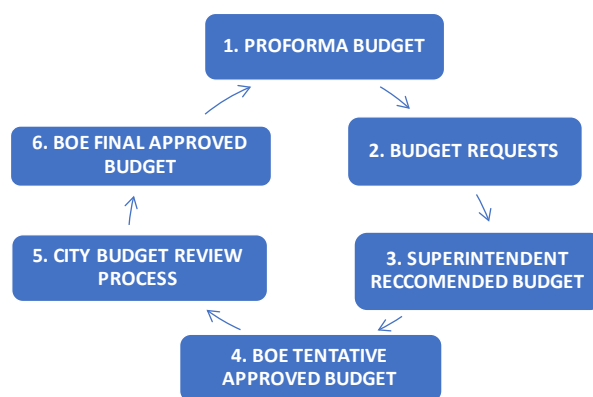 1. PROFORMA BUDGET
2. BUDGET REQUESTS
3. SUPERINTENDENT
RECCOMENDED BUDGET
4. BOE TENTATIVE
APPROVED BUDGET
5. CITY BUDGET REVIEW
PROCESS
6. BOE FINAL APPROVED
BUDGET